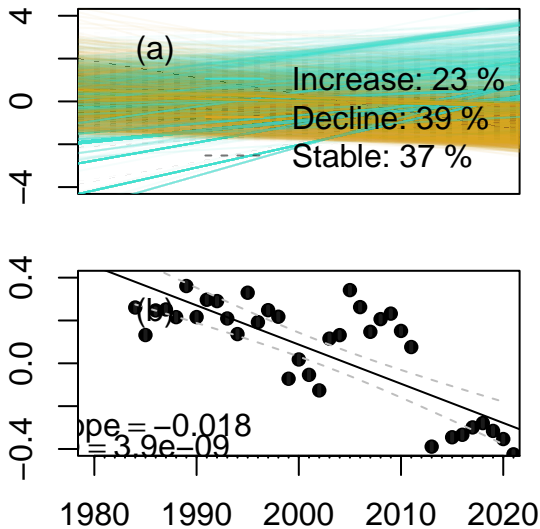 4
(a)
Increase: 23 %
0
Decline: 39 %
Stable: 37 %
−4
0.4
(b)
0.0
ope = −0.018
= 3.9e−09
−0.4
1980 1990 2000 2010 2020